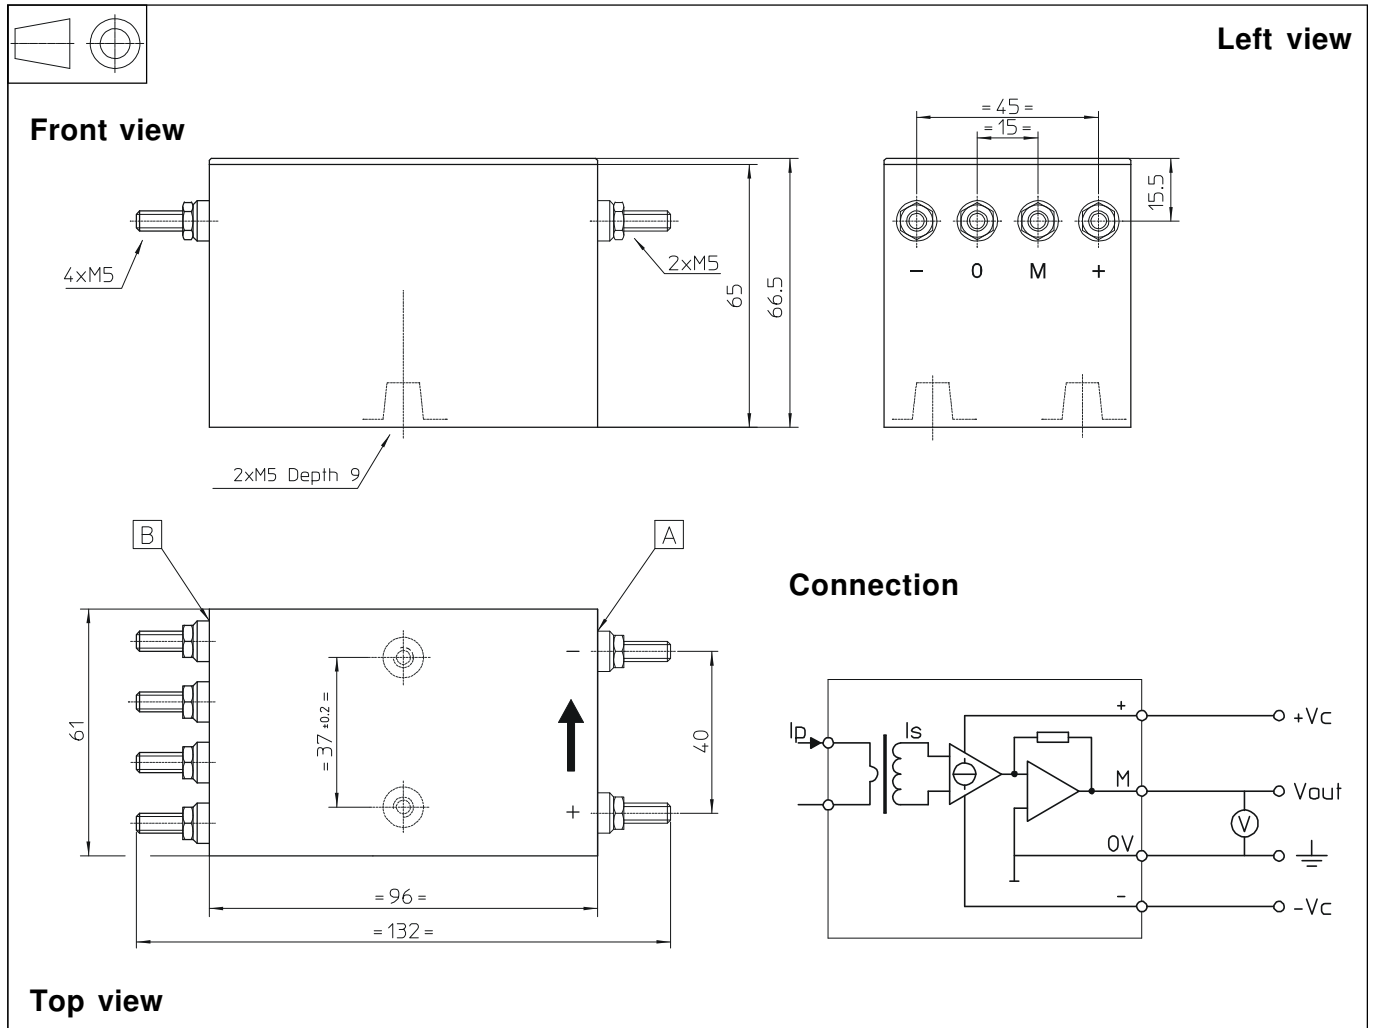 Left view
Front view
= 45 =
= 15 =
15.5
4xM5
2xM5
65
66.5
- 0 M +
2xM5 Depth 9
B
A
Connection
61
= 37 ±0.2 =
-
+
40
= 96 =
= 132 =
Ip
Is
+
+Vc
M
Vout
V
0V
-
-Vc
Top view